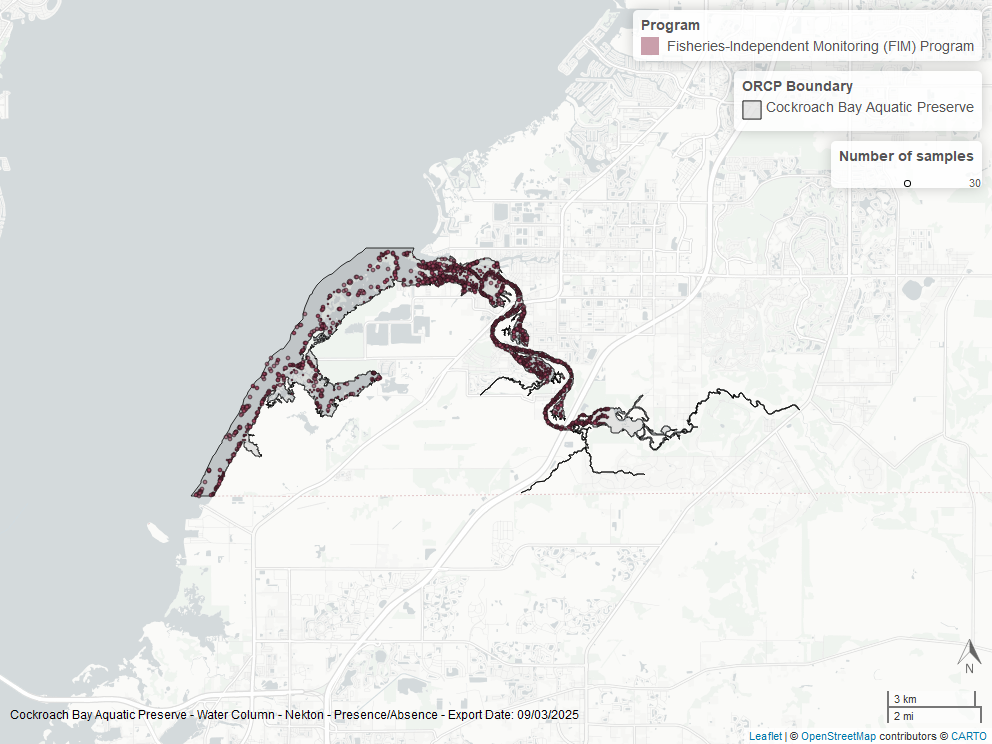 Program
Fisheries-Independent Monitoring (FIM) Program
ORCP Boundary
Cockroach Bay Aquatic Preserve
Number of samples
30
N
3 km
2 mi
Cockroach Bay Aquatic Preserve - Water Column - Nekton - Presence/Absence - Export Date: 09/03/2025
Leaflet | © OpenStreetMap contributors © CARTO